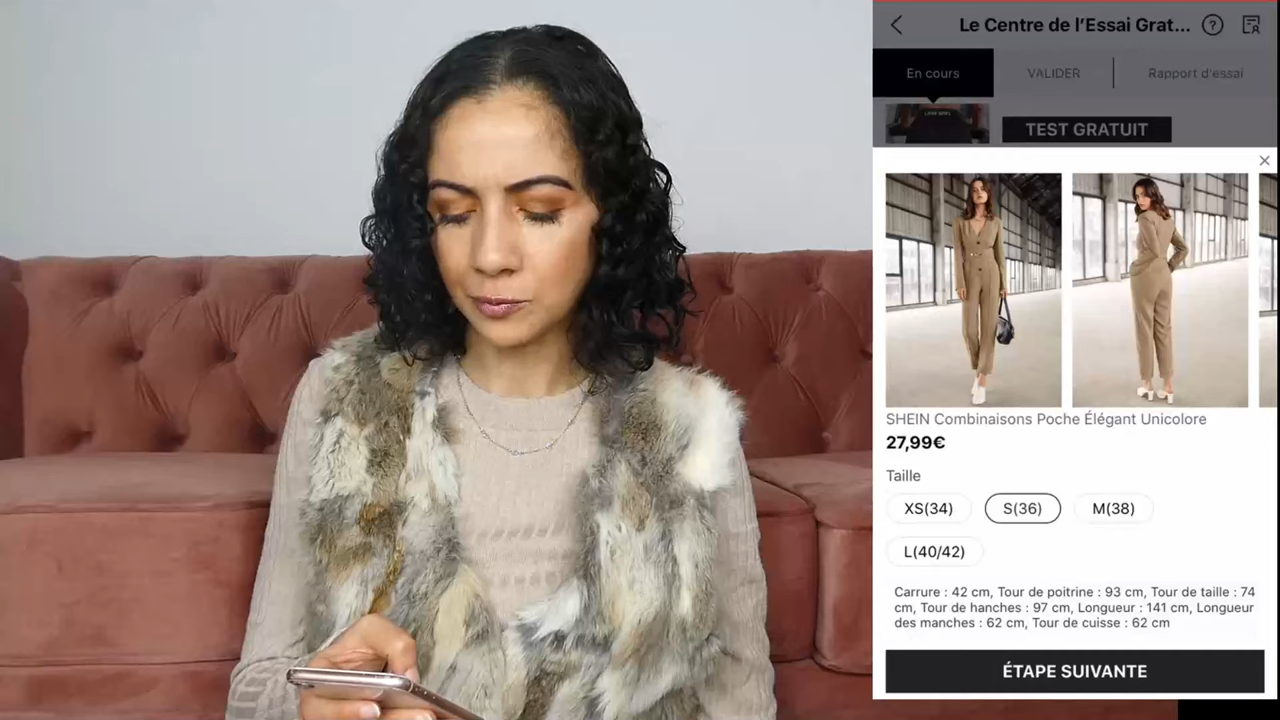 Le Centre de l'Essai Grat...
En cours
VALIDER
Rapport d'essai
TEST GRATUIT
SHEIN Combinaisons Poche Élégant Unicolore
27,99€
Taille
XS(34)
S(36)
M(38)
L(40/42)
Carrure : 42 cm, Tour de poitrine : 93 cm, Tour de taille : 74
cm, Tour de hanches : 97 cm, Longueur : 141 cm, Longueur
des manches : 62 cm, Tour de cuisse : 62 cm
ÉTAPE SUIVANTE